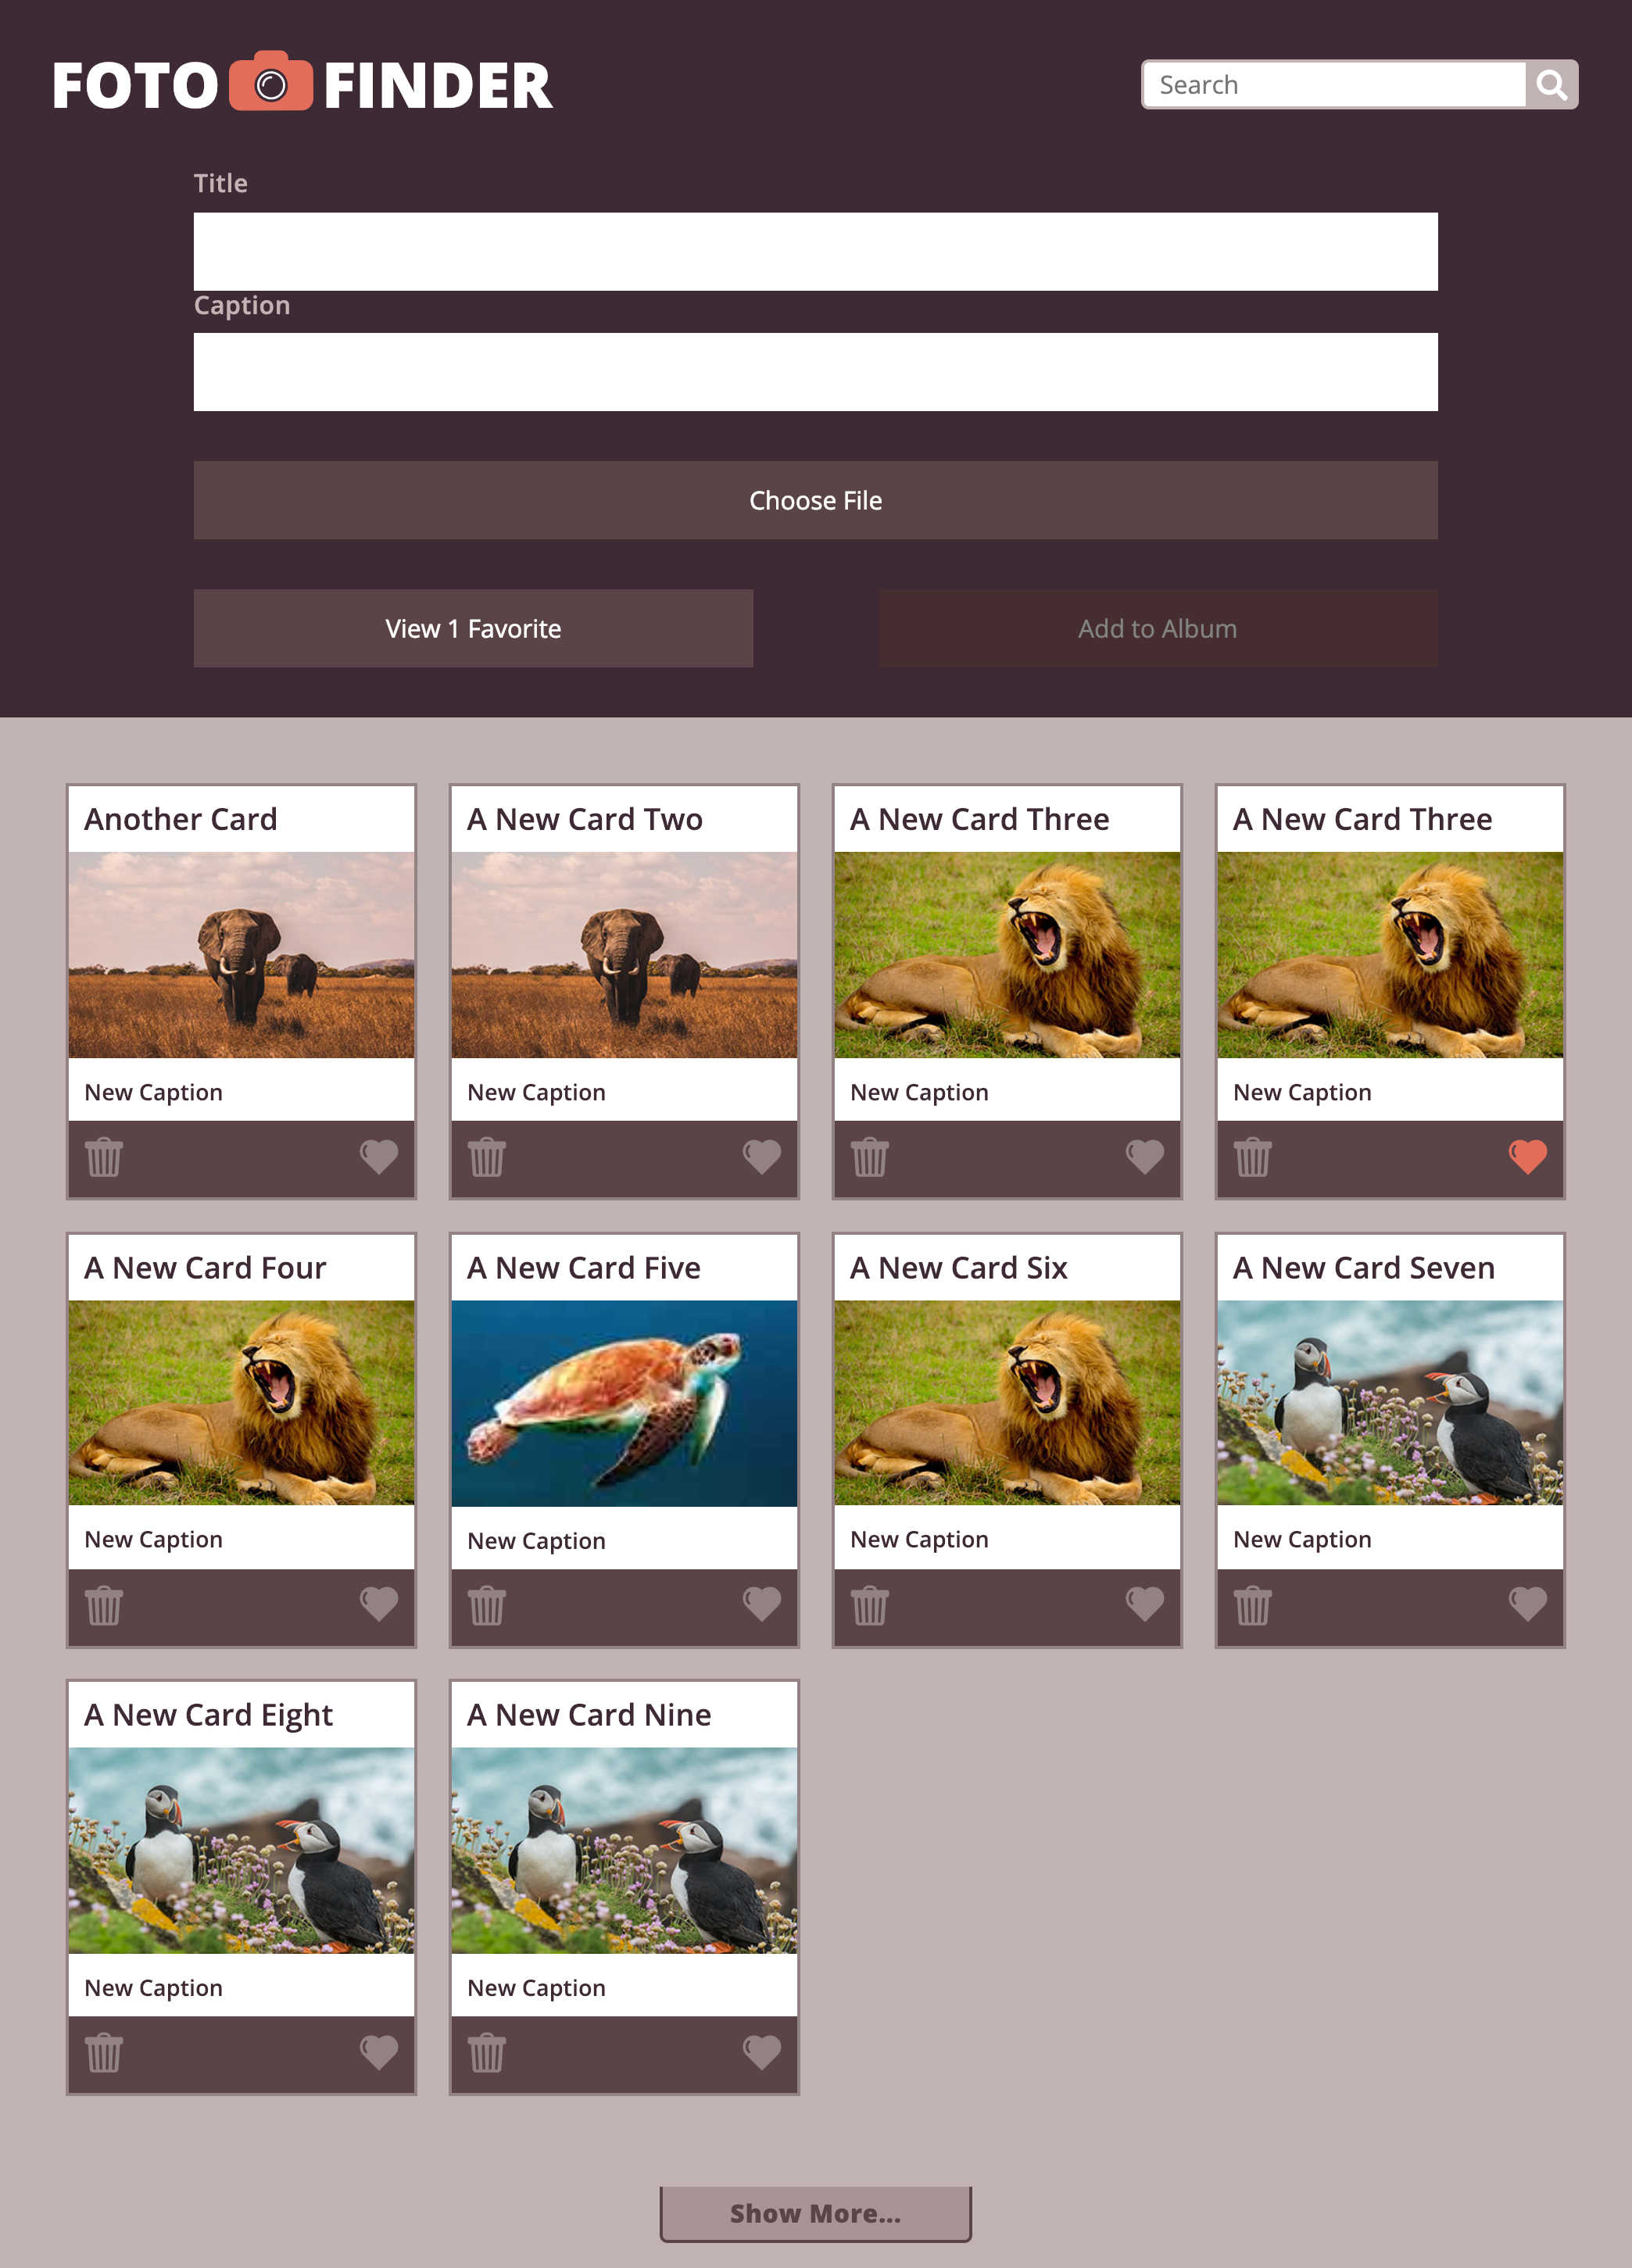 FOTO FINDER
Search
Title
Caption
Choose File
View 1 Favorite
Add to Album
Another Card
New Caption
A New Card Two
New Caption
A New Card Three
New Caption
A New Card Three
New Caption
A New Card Four
New Caption
A New Card Five
New Caption
A New Card Six
New Caption
A New Card Seven
New Caption
A New Card Eight
New Caption
A New Card Nine
New Caption
Show More...